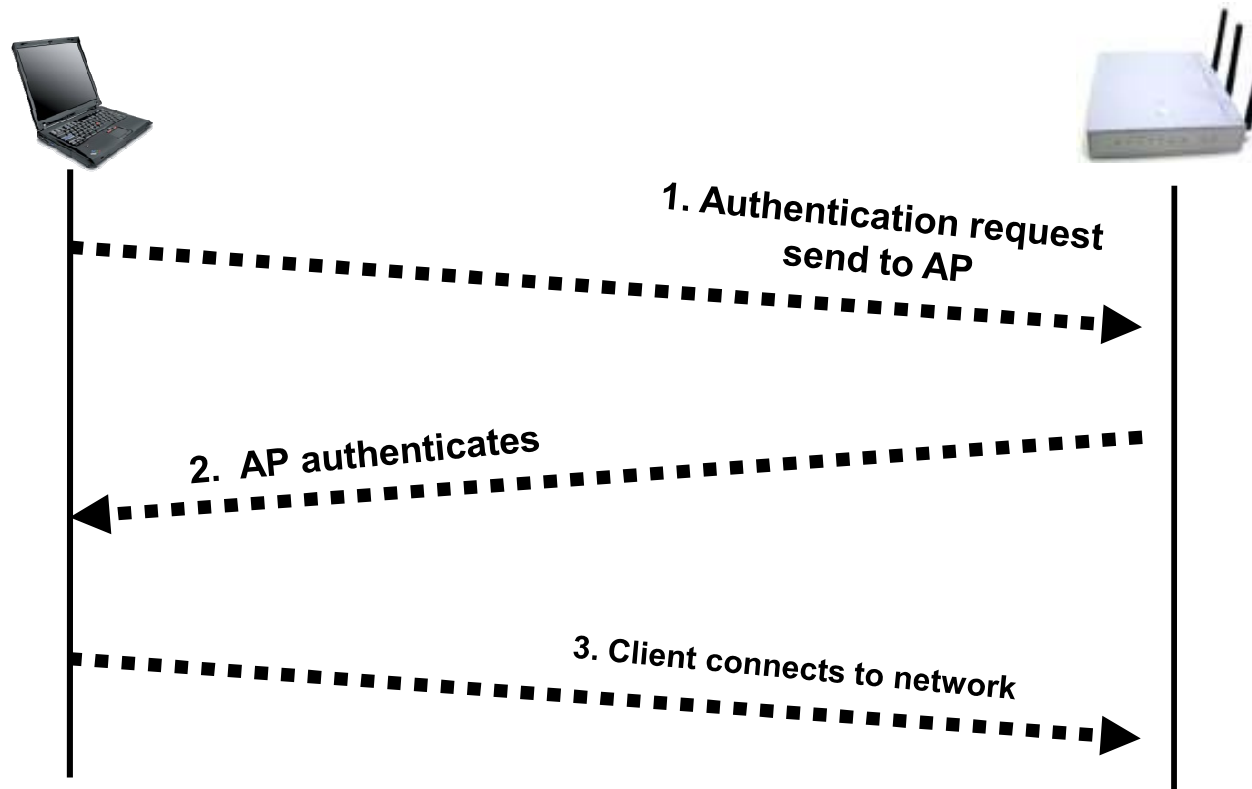 1. Authentication request
send to AP
2. AP authenticates
3. Client connects to network